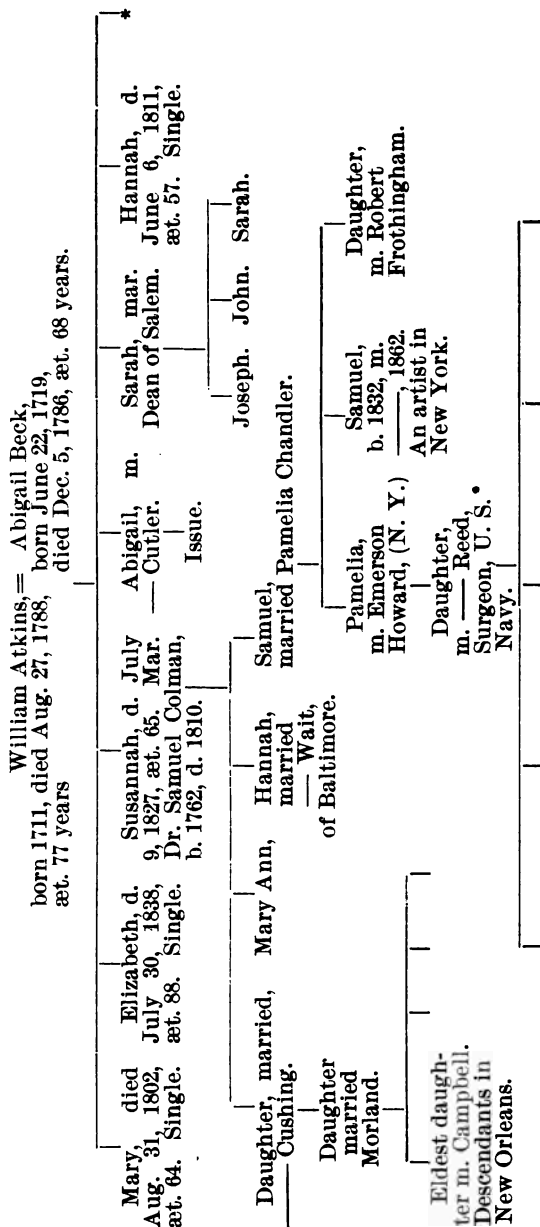 William Atkins, = Abigail Beck,
born 1711, died Aug. 27, 1788, born June 22, 1719,
æt. 77 years died Dec. 5, 1786, æt. 68 years.
*
Mary, died
Aug. 31, 1802,
æt. 64. Single.
Elizabeth, d.
July 30, 1838,
æt. 88. Single.
Susannah, d. July
9, 1827, æt. 65. Mar.
Dr. Samuel Colman,
b. 1762, d. 1810.
Abigail, m.
— Cutler.
Issue.
Sarah, mar.
Dean of Salem.
Hannah, d.
June 6, 1811,
æt. 57. Single.
Joseph. John. Sarah.
Daughter, married,
—— Cushing.
Mary Ann,
Hannah,
married
— Wait,
of Baltimore.
Samuel,
married Pamelia Chandler.
Daughter
married
Morland.
Pamelia,
m. Emerson
Howard, (N. Y.)
Samuel,
b. 1832, m.
——, 1862.
An artist in
New York.
Daughter,
m. Robert
Frothingham.
Daughter,
m. —— Reed,
Surgeon, U. S.
Navy.
Eldest daugh-
ter m. Campbell.
Descendants in
New Orleans.